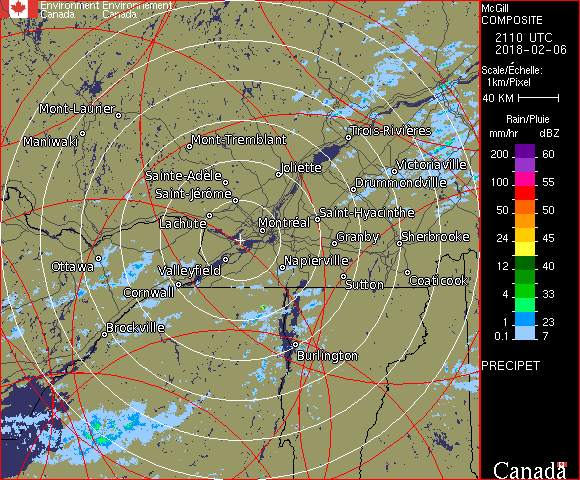 Environment Environnement
Canada Canada
Mont-Laurier
Maniwaki
Mont-Tremblant
Trois-Rivières
Sainte-Adèle
Joliette
Victoriaville
Saint-Jérôme
Drummondville
Lachute
Montréal
Saint-Hyacinthe
Granby
Sherbrooke
Ottawa
Valleyfield
Napierville
Cornwall
Sutton
Coaticook
Brockville
Burlington
McGill
COMPOSITE
2110 UTC
2018-02-06
Scale/Échelle:
1km/Pixel
40 KM
Rain/Pluie
mm/hr dBZ
200 60
100 55
50 50
24 45
12 40
4 33
1 23
0.1 7
PRECIPET
Canada